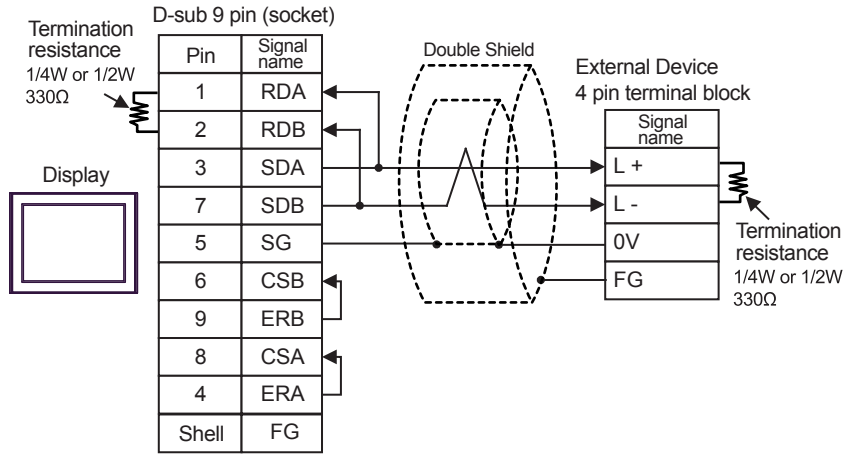 D-sub 9 pin (socket)
Termination
resistance
1/4W or 1/2W
330Ω
Display
Pin
Signal
name
1
RDA
2
RDB
3
SDA
7
SDB
5
SG
6
CSB
9
ERB
8
CSA
4
ERA
Shell
FG
Double Shield
External Device
4 pin terminal block
Signal
name
L +
L -
0V
FG
Termination
resistance
1/4W or 1/2W
330Ω